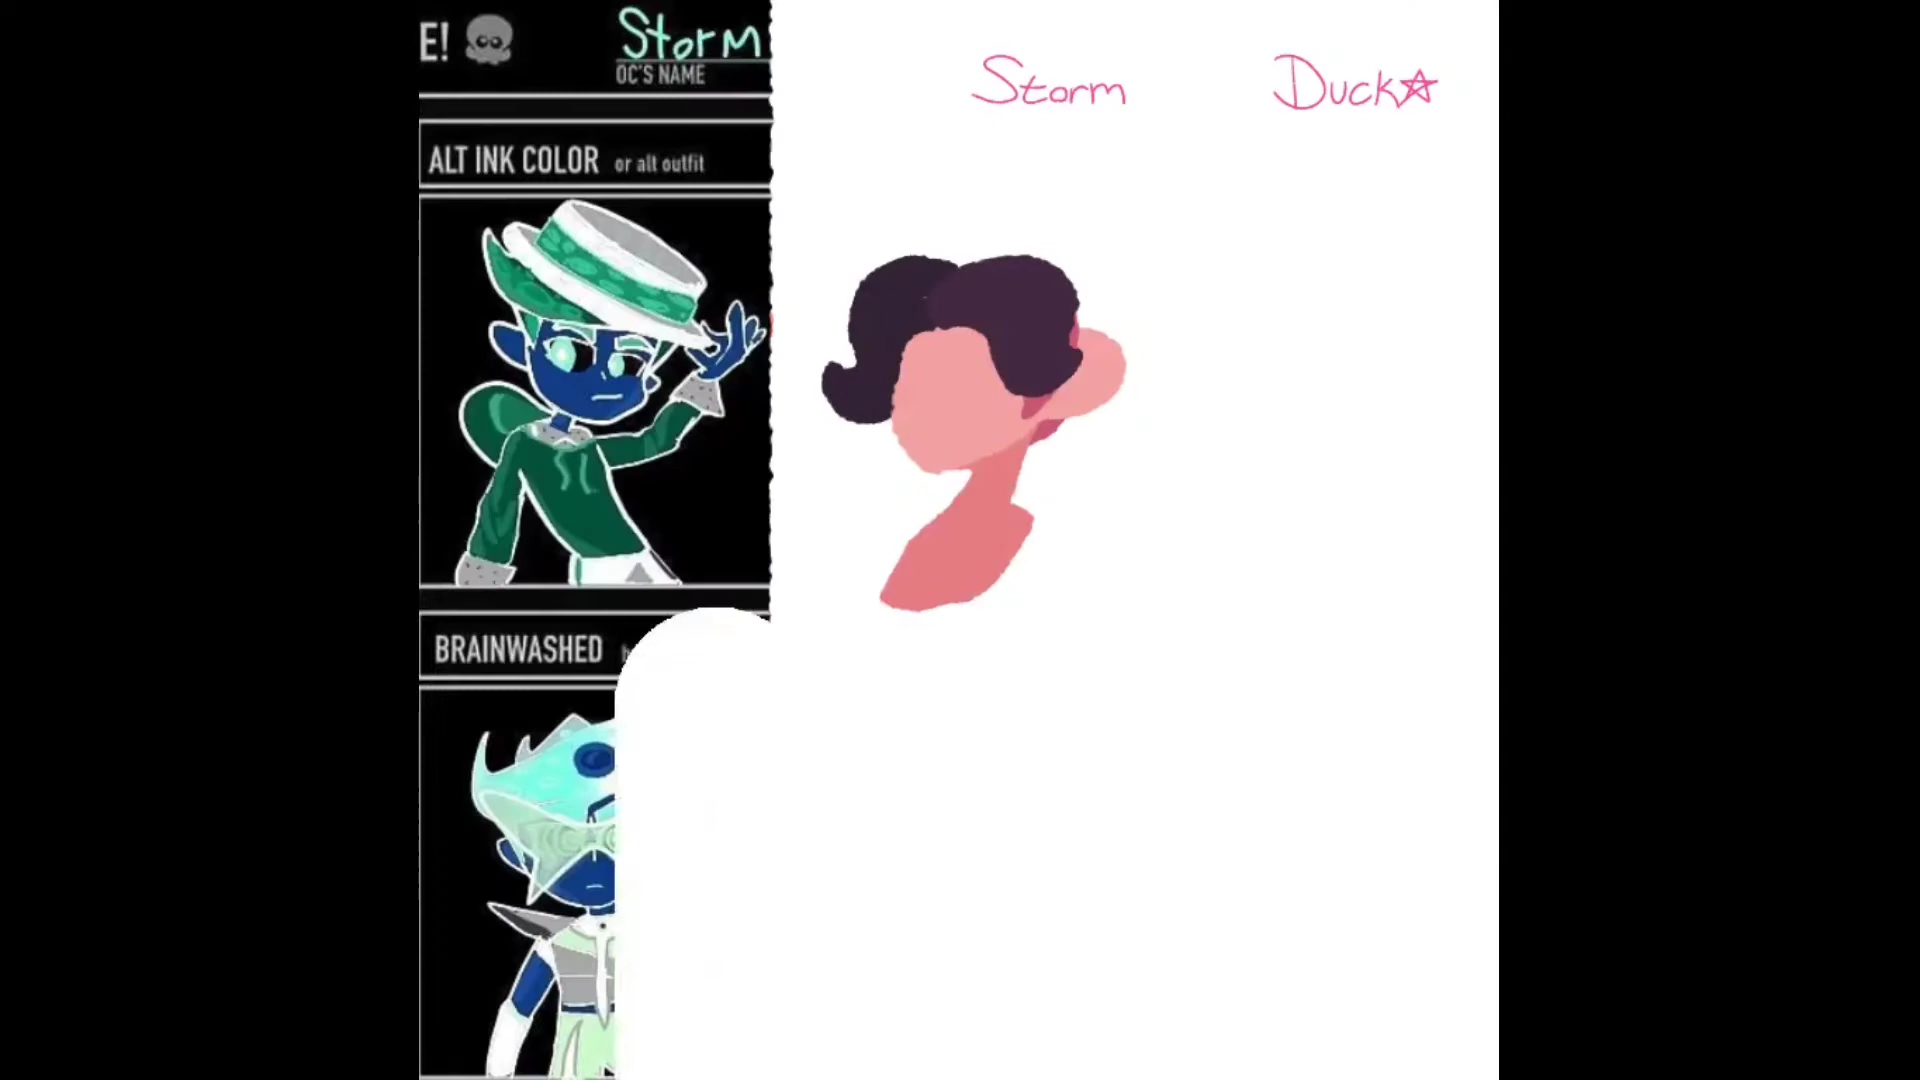 E!
Storm
OC'S NAME
ALT INK COLOR or alt outfit
BRAINWASHED
Storm
Duck☆